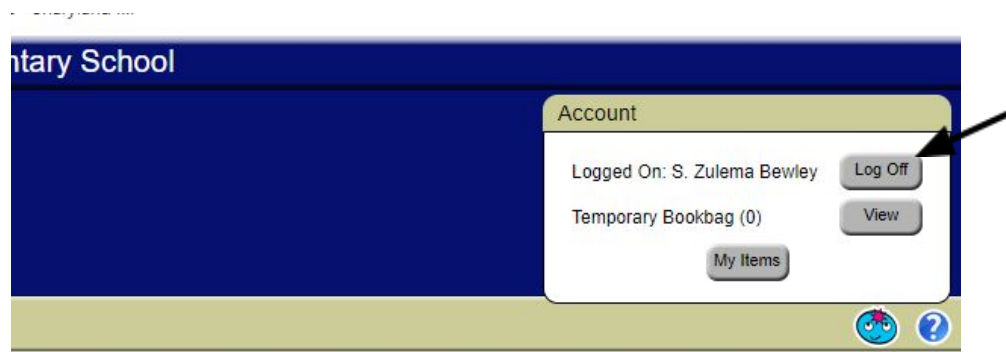 ntary School
Account
Logged On: S. Zulema Bewley Log Off
Temporary Bookbag (0) View
My Items
?